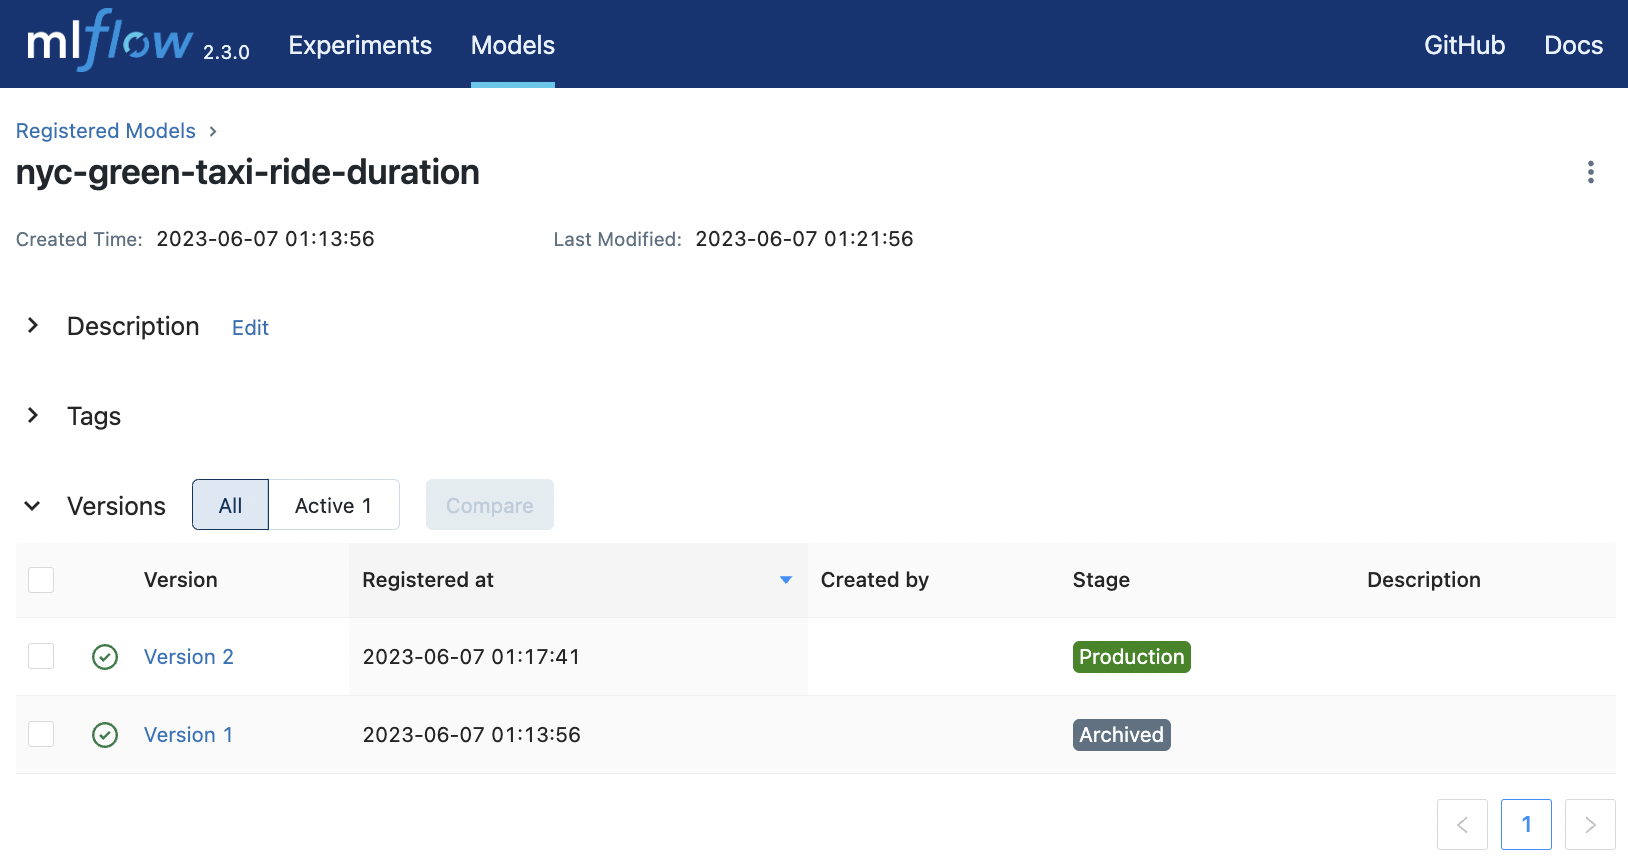 mlflow 2.3.0 Experiments Models GitHub Docs
Registered Models
nyc-green-taxi-ride-duration
Created Time: 2023-06-07 01:13:56 Last Modified: 2023-06-07 01:21:56
Description Edit
Tags
Versions All Active 1 Compare
Version Registered at Created by Stage Description
Version 2 2023-06-07 01:17:41 Production
Version 1 2023-06-07 01:13:56 Archived
1